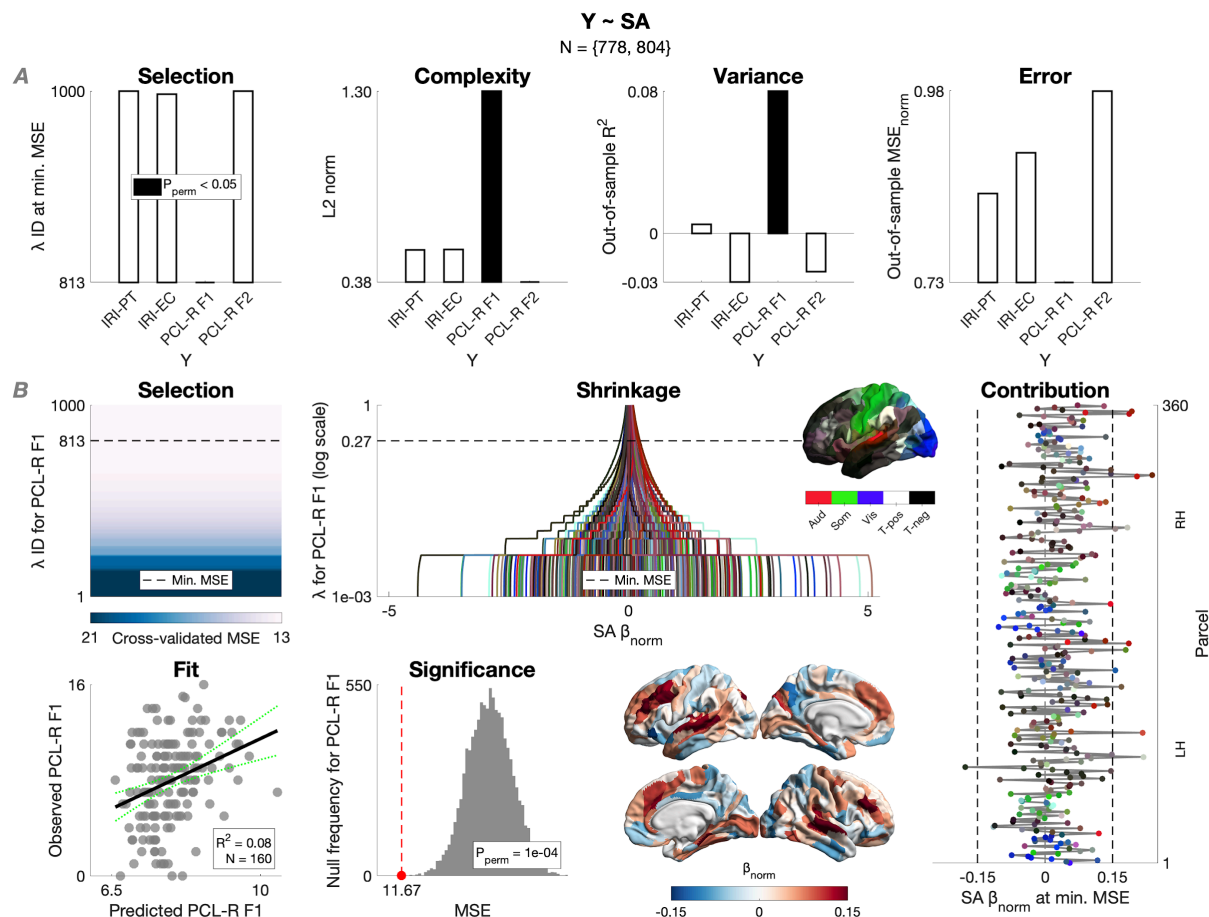 Y ~ SA
N = {778, 804}
A
Selection
λ ID at min. MSE
1000
813
P_perm < 0.05
IRI-PT
IRI-EC
PCL-R F1
PCL-R F2
Y
Complexity
L2 norm
1.30
0.38
IRI-PT
IRI-EC
PCL-R F1
PCL-R F2
Y
Variance
Out-of-sample R²
0.08
0
-0.03
IRI-PT
IRI-EC
PCL-R F1
PCL-R F2
Y
Error
Out-of-sample MSE_norm
0.98
0.73
IRI-PT
IRI-EC
PCL-R F1
PCL-R F2
Y
B
Selection
λ ID for PCL-R F1
1000
813
1
Min. MSE
21
Cross-validated MSE
13
Shrinkage
λ for PCL-R F1 (log scale)
1
0.27
1e-03
Min. MSE
-5
0
5
SA β_norm
Aud
Som
Vis
T-pos
T-neg
Contribution
360
RH
Parcel
LH
1
-0.15
0
0.15
SA β_norm at min. MSE
Fit
Observed PCL-R F1
16
0
R² = 0.08
N = 160
6.5
10
Predicted PCL-R F1
Significance
Null frequency for PCL-R F1
550
0
P_perm = 1e-04
11.67
MSE
β_norm
-0.15
0
0.15